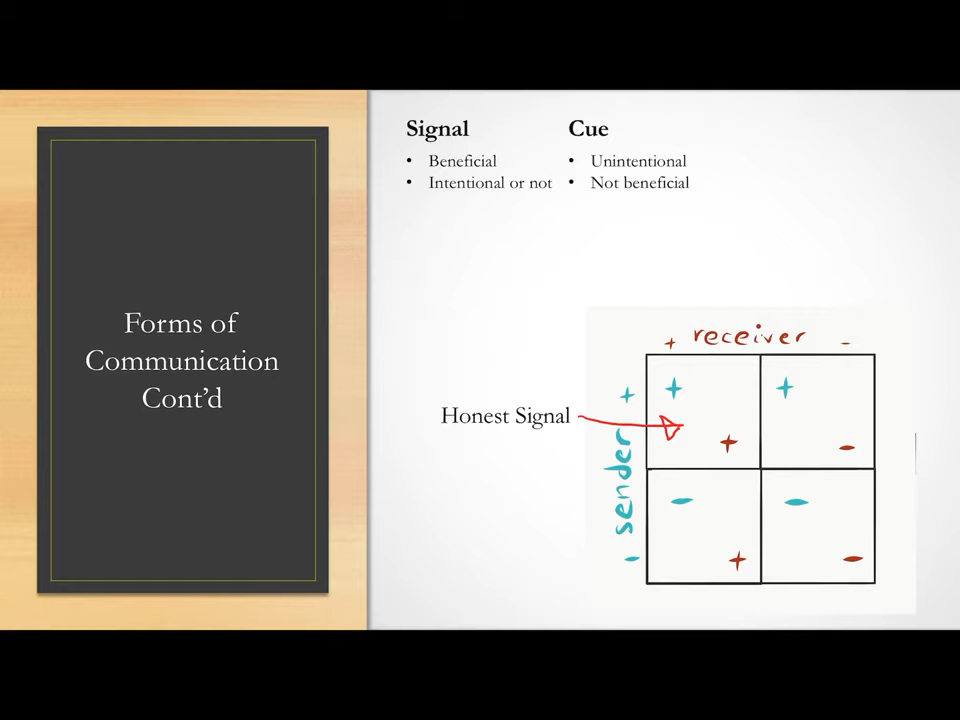 Forms of
Communication
Cont'd
Signal
• Beneficial
• Intentional or not
Cue
• Unintentional
• Not beneficial
Honest Signal
+ receiver -
sender
+
-
+ +
+ -
- +
- -